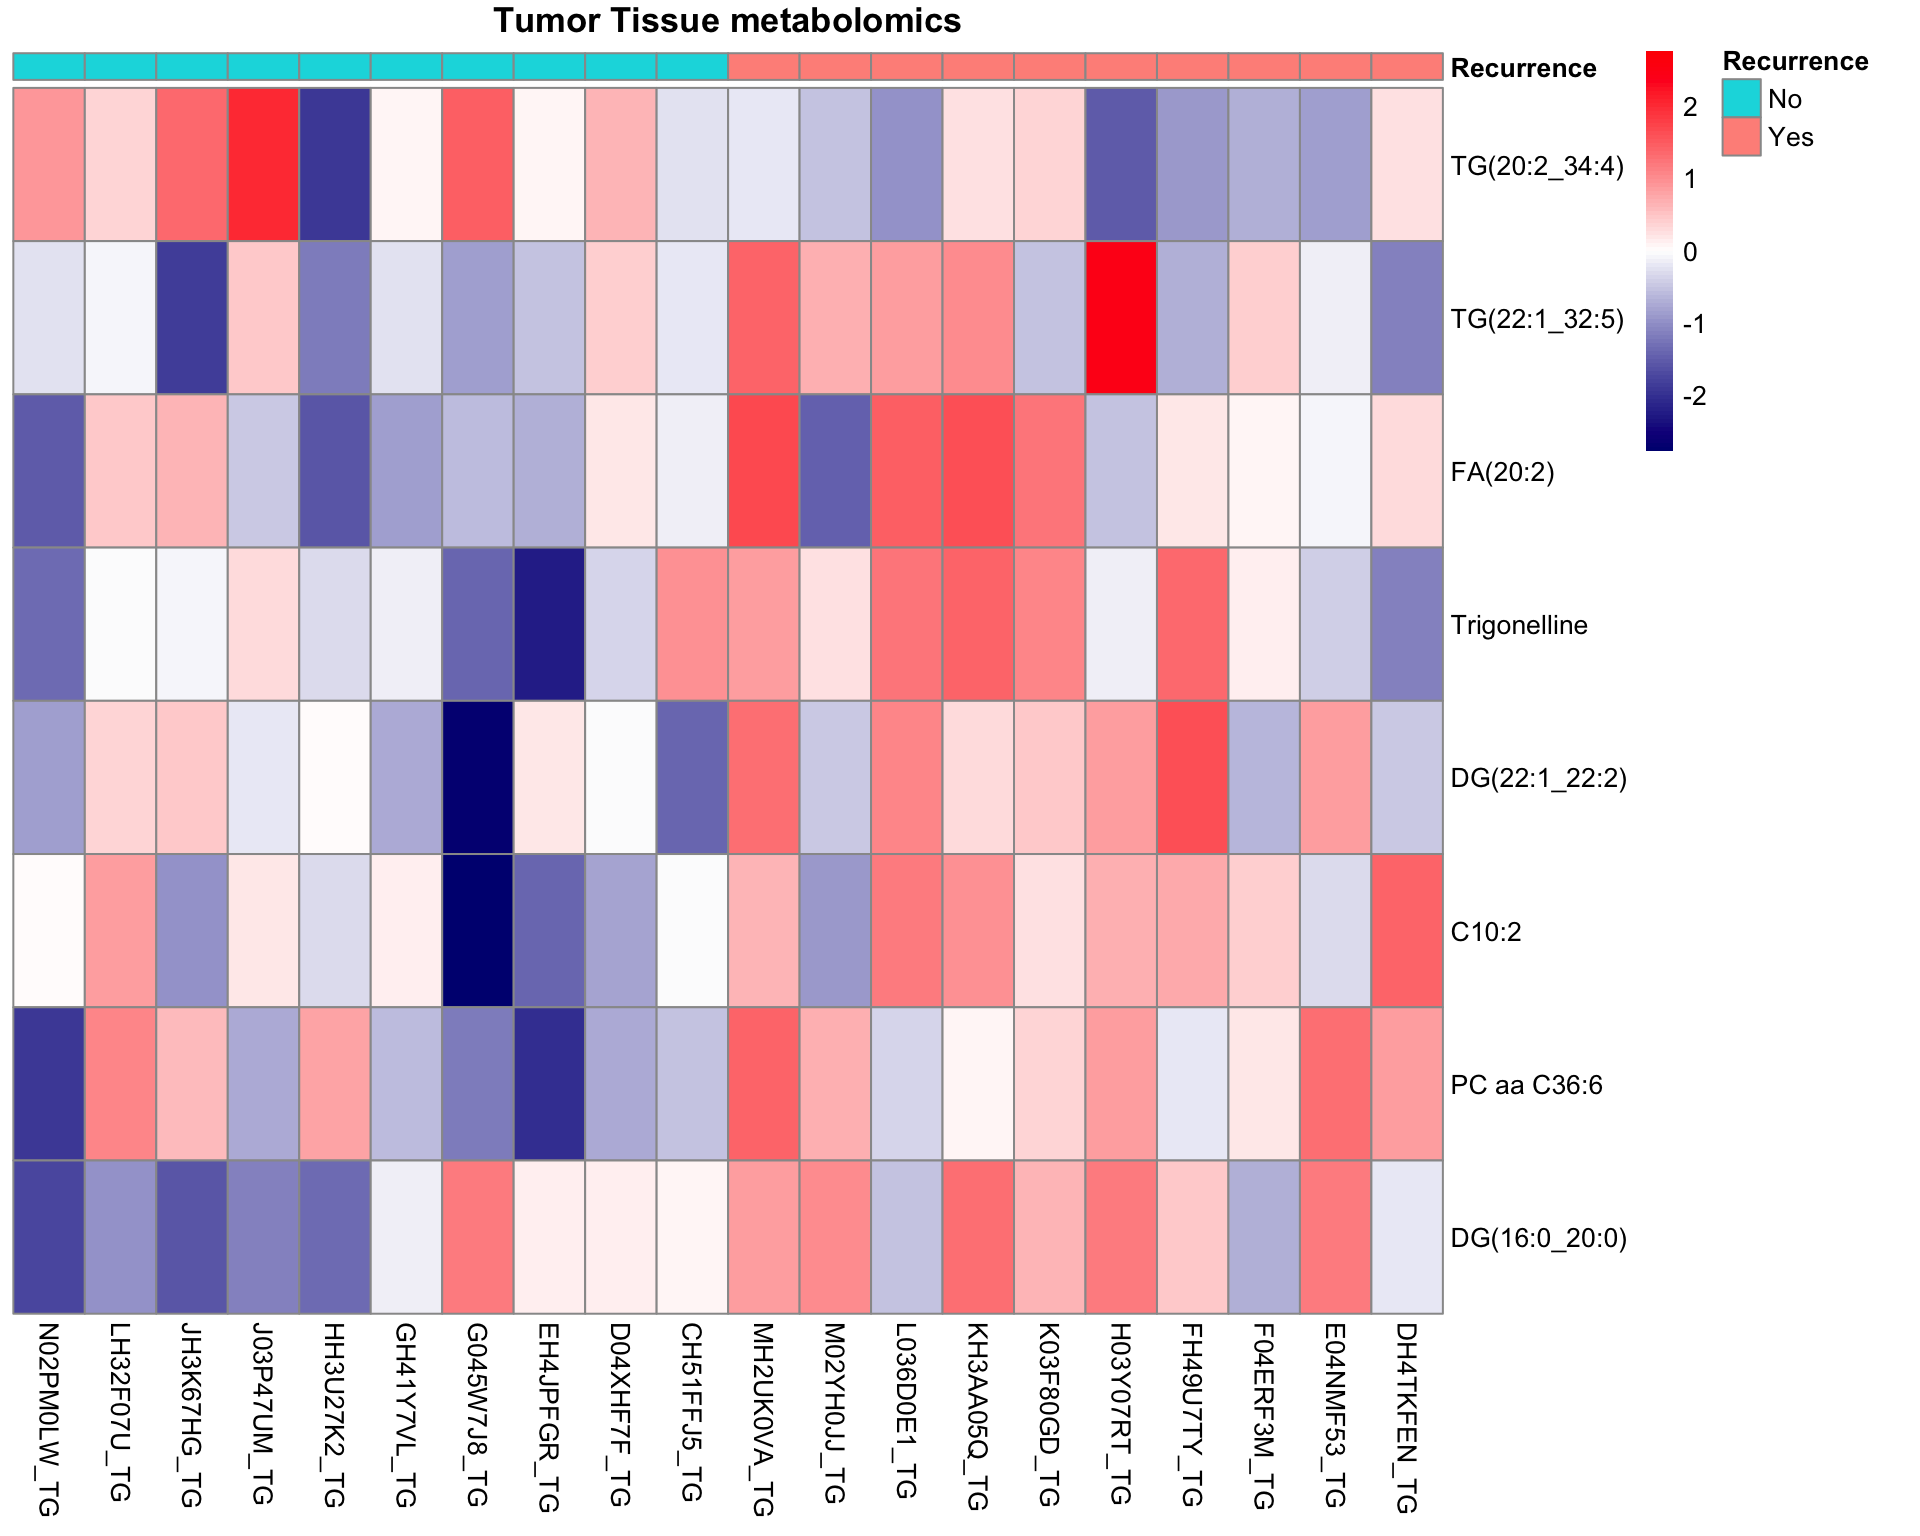 Tumor Tissue metabolomics
Recurrence
TG(20:2_34:4)
TG(22:1_32:5)
FA(20:2)
Trigonelline
DG(22:1_22:2)
C10:2
PC aa C36:6
DG(16:0_20:0)
2
1
0
-1
-2
Recurrence
No
Yes
N02PM0LW_TG
LH32F07U_TG
JH3K67HG_TG
J03P47UM_TG
HH3U27K2_TG
GH41Y7VL_TG
G045W7J8_TG
EH4JPFGR_TG
D04XHF7F_TG
CH51FFJ5_TG
MH2UK0VA_TG
M02YH0JJ_TG
L036D0E1_TG
KH3AA05Q_TG
K03F80GD_TG
H03Y07RT_TG
FH49U7TY_TG
F04ERF3M_TG
E04NMF53_TG
DH4TKFEN_TG